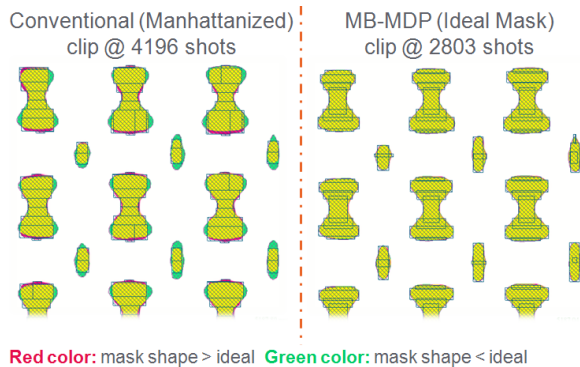 Conventional (Manhattanized)
clip @ 4196 shots
MB-MDP (Ideal Mask)
clip @ 2803 shots
Red color: mask shape > ideal Green color: mask shape < ideal